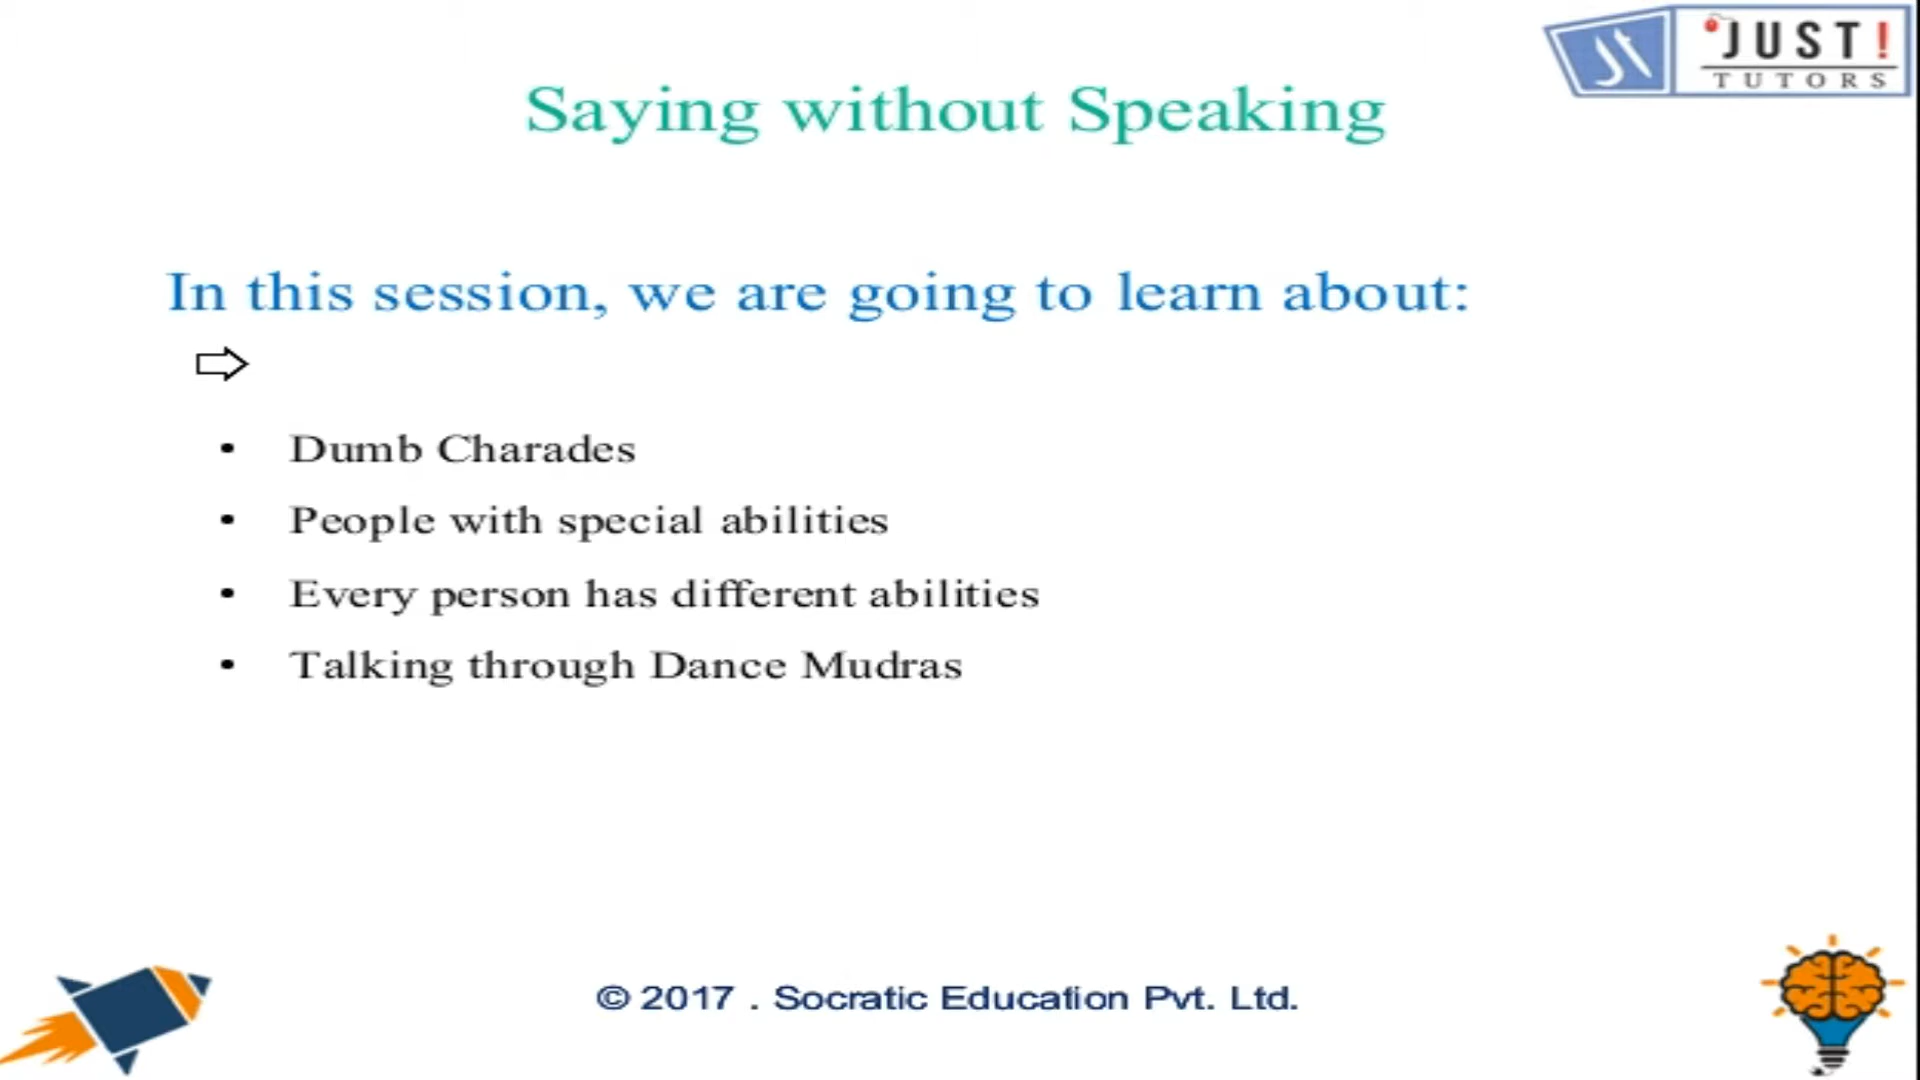 JUST!
TUTORS
Saying without Speaking
In this session, we are going to learn about:
• Dumb Charades
• People with special abilities
• Every person has different abilities
• Talking through Dance Mudras
© 2017 . Socratic Education Pvt. Ltd.